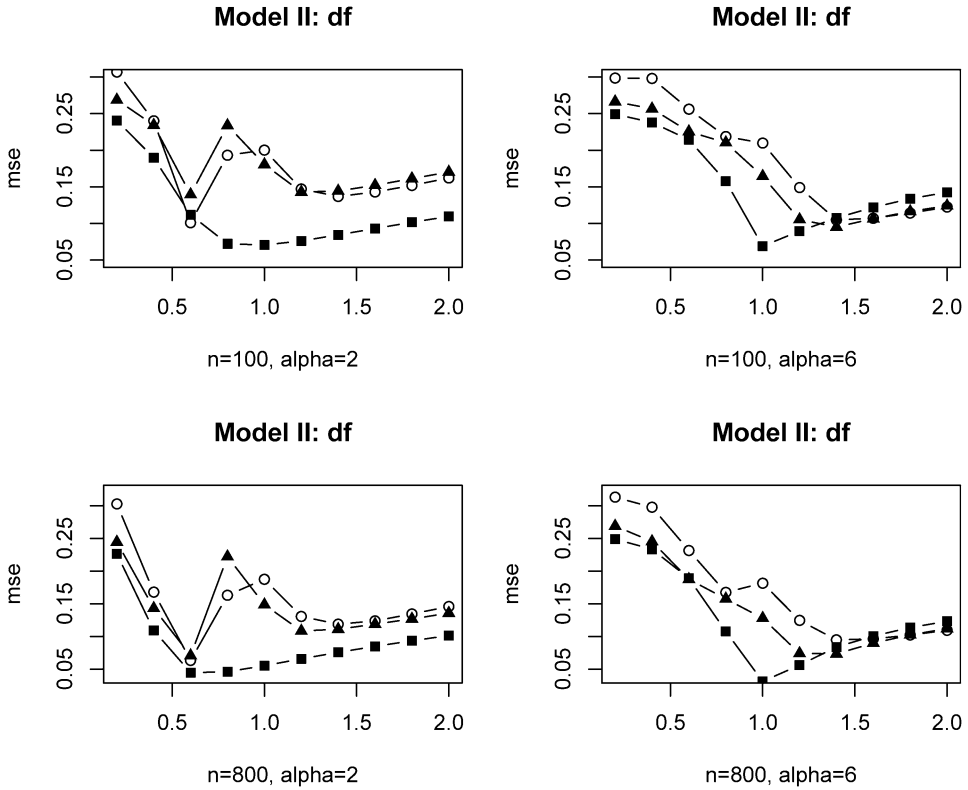 Model II: df
mse
0.05 0.15 0.25
0.5 1.0 1.5 2.0
n=100, alpha=2
Model II: df
mse
0.05 0.15 0.25
0.5 1.0 1.5 2.0
n=100, alpha=6
Model II: df
mse
0.05 0.15 0.25
0.5 1.0 1.5 2.0
n=800, alpha=2
Model II: df
mse
0.05 0.15 0.25
0.5 1.0 1.5 2.0
n=800, alpha=6